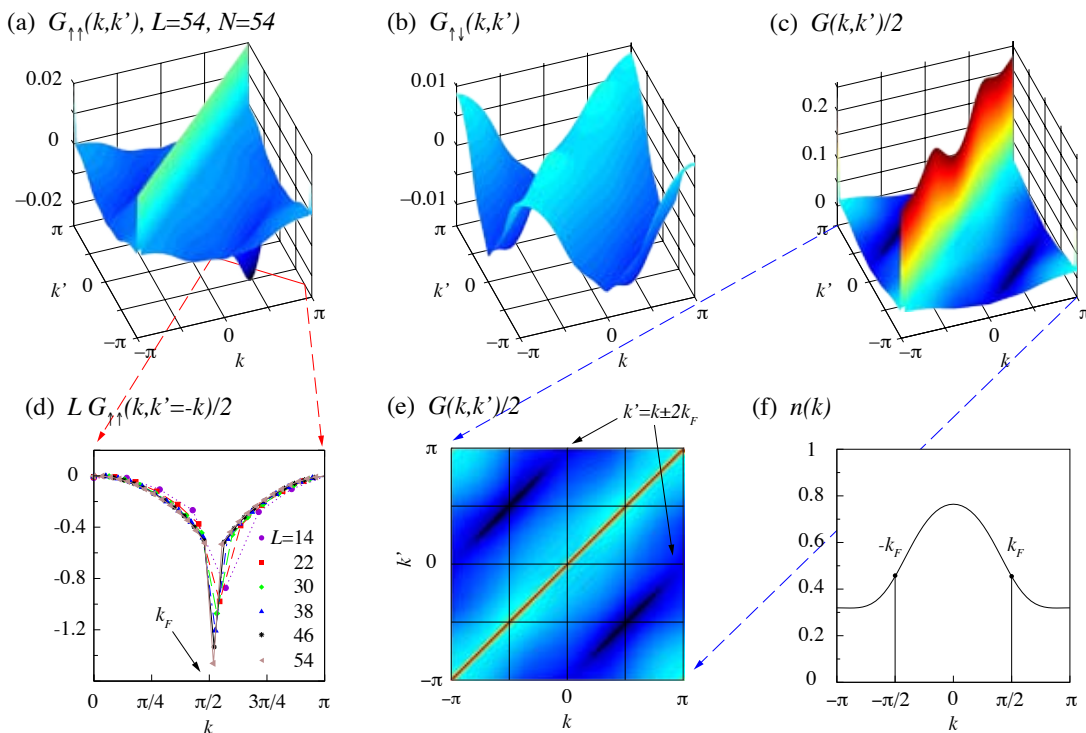 (a) G↑↑(k,k’), L=54, N=54
(b) G↑↓(k,k’)
(c) G(k,k’)/2
0.02
0
−0.02
π
k’
0
−π
−π
0
k
π
0.01
0
−0.01
π
k’
0
−π
−π
0
k
π
0.2
0.1
0
π
k’
0
−π
−π
0
k
π
(d) L G↑↑(k,k’=-k)/2
0
-0.4
-0.8
-1.2
L=14
22
30
38
46
54
kF
0
π/4
π/2
3π/4
π
k
(e) G(k,k’)/2
k’=k±2kF
π
k’
0
−π
−π
0
π
k
(f) n(k)
1
0.8
0.6
0.4
0.2
0
-kF
kF
−π
−π/2
0
π/2
π
k